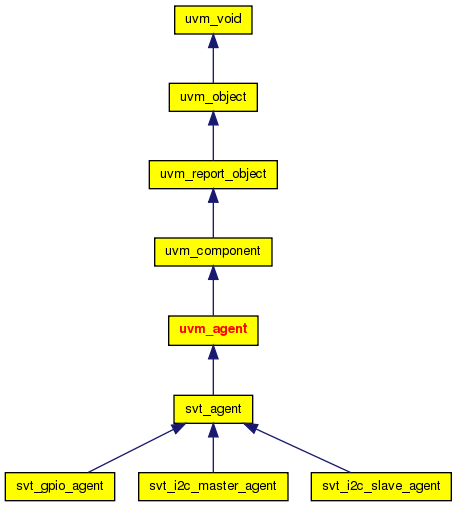 uvm_void
uvm_object
uvm_report_object
uvm_component
uvm_agent
svt_agent
svt_gpio_agent
svt_i2c_master_agent
svt_i2c_slave_agent